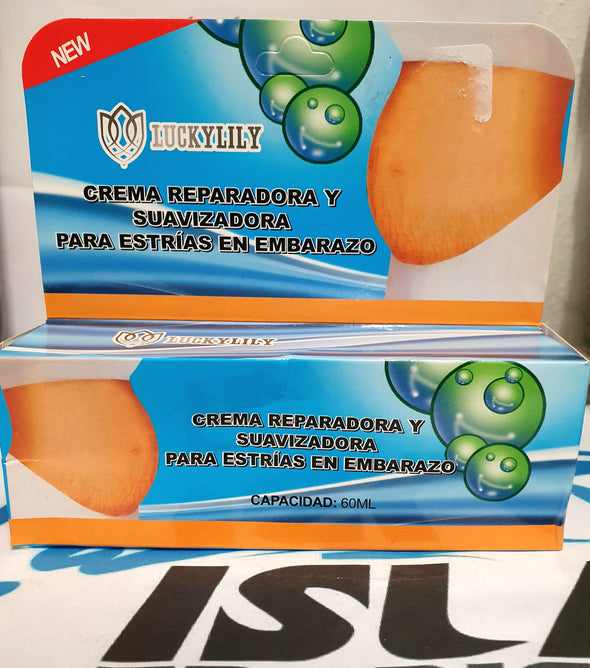 NEW
LUCKYLILY
CREMA REPARADORA Y
SUAVIZADORA
PARA ESTRÍAS EN EMBARAZO
LUCKYLILY
CREMA REPARADORA Y
SUAVIZADORA
PARA ESTRÍAS EN EMBARAZO
CAPACIDAD: 60ML